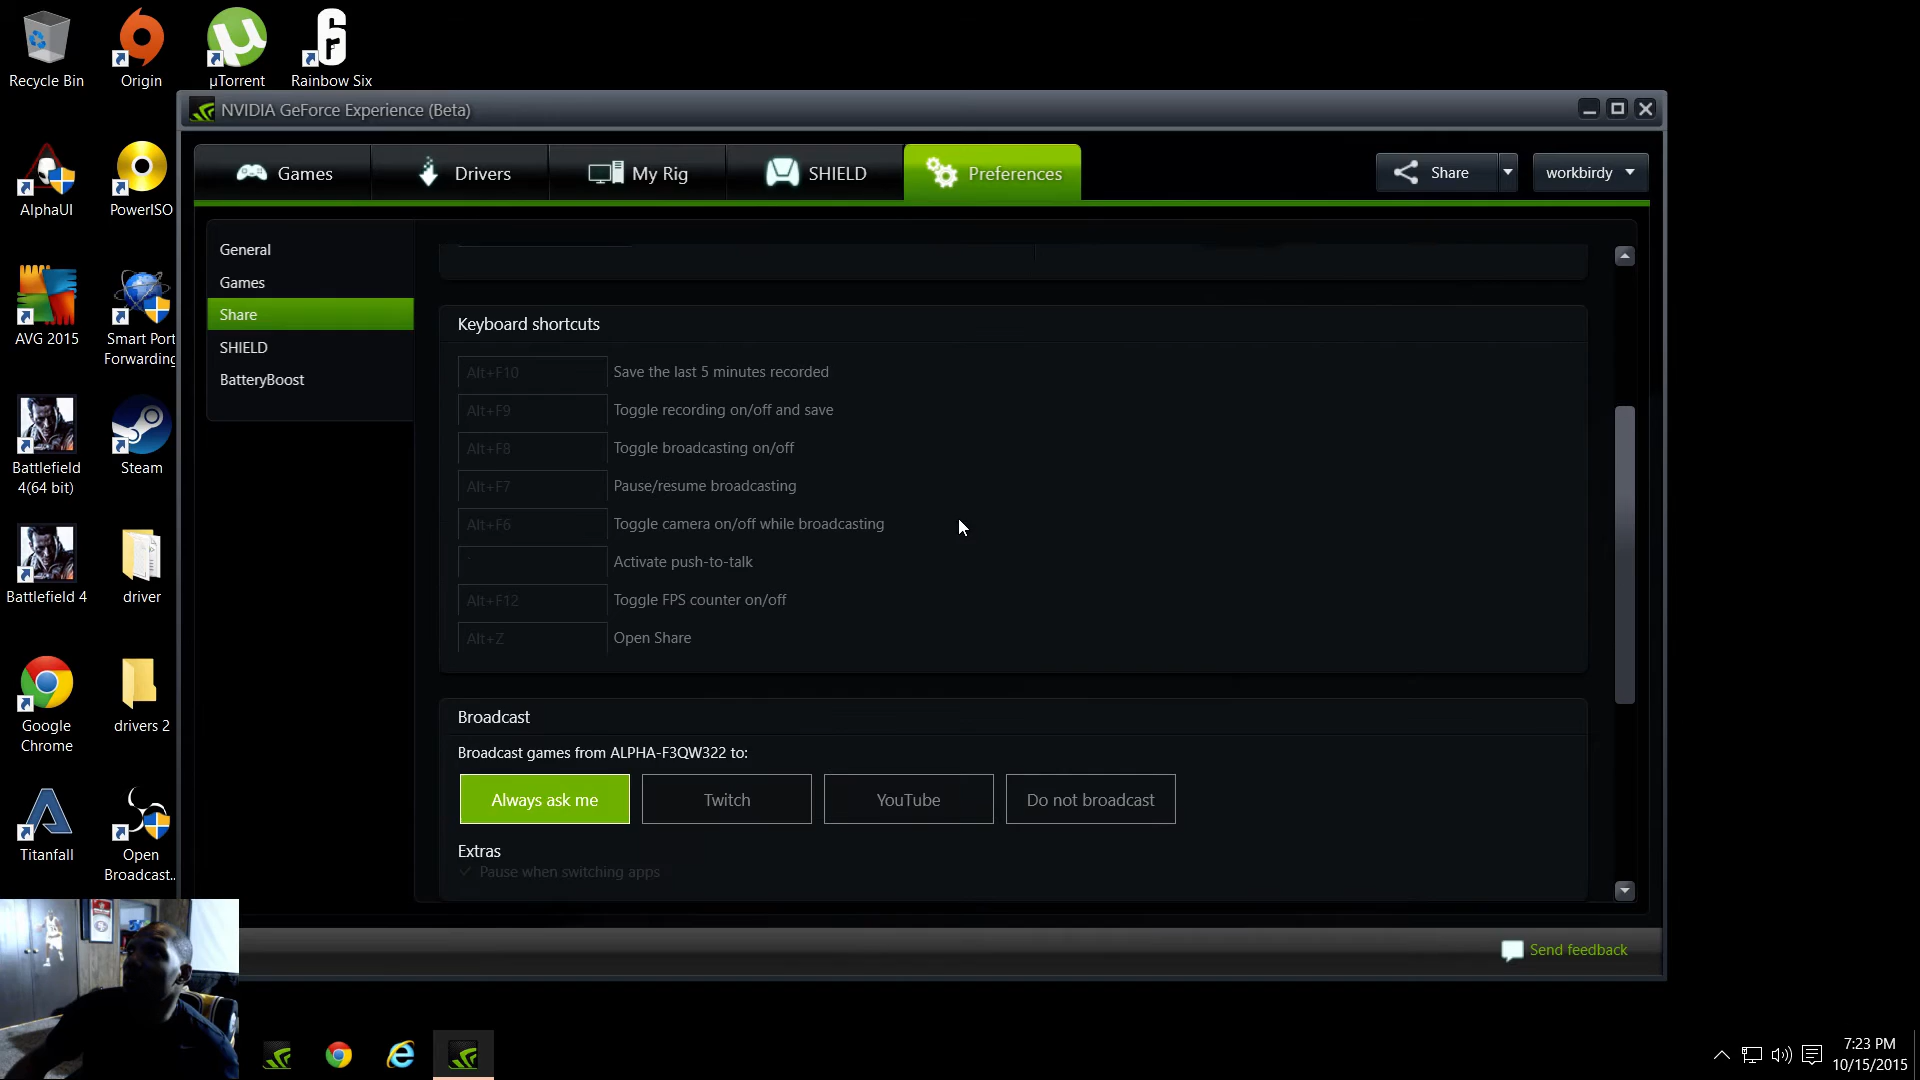 Recycle Bin
Origin
µTorrent
Rainbow Six
NVIDIA GeForce Experience (Beta)
Games
Drivers
My Rig
SHIELD
Preferences
Share
workbirdy
AlphaUI
PowerISO
General
Games
Share
SHIELD
BatteryBoost
AVG 2015
Smart Port
Forwarding
Keyboard shortcuts
Alt+F10 Save the last 5 minutes recorded
Alt+F9 Toggle recording on/off and save
Alt+F8 Toggle broadcasting on/off
Alt+F7 Pause/resume broadcasting
Alt+F6 Toggle camera on/off while broadcasting
Activate push-to-talk
Alt+F12 Toggle FPS counter on/off
Alt+Z Open Share
Battlefield
4(64 bit)
Steam
Battlefield 4
driver
Google
Chrome
drivers 2
Broadcast
Broadcast games from ALPHA-F3QW322 to:
Always ask me
Twitch
YouTube
Do not broadcast
Extras
Pause when switching apps
Titanfall
Open
Broadcast..
Send feedback
7:23 PM
10/15/2015